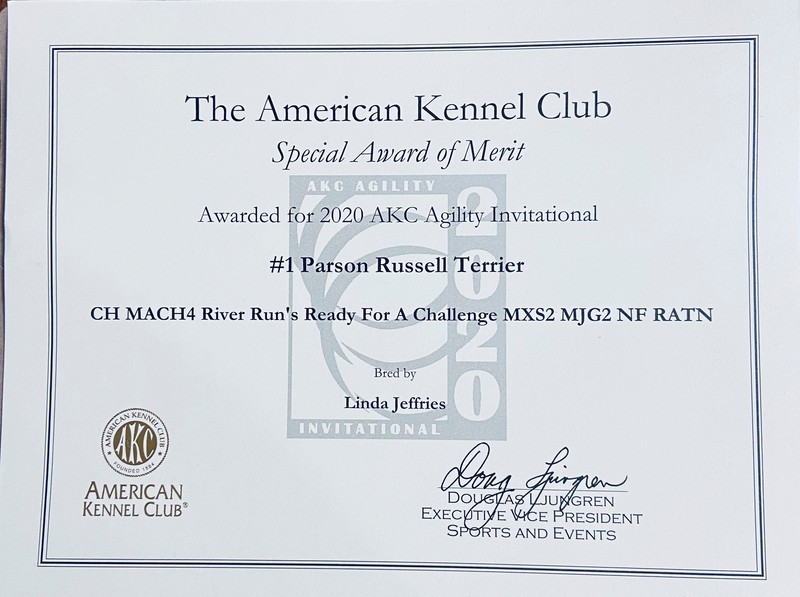 The American Kennel Club
Special Award of Merit
AKC AGILITY
2020
Awarded for 2020 AKC Agility Invitational
#1 Parson Russell Terrier
CH MACH4 River Run's Ready For A Challenge MXS2 MJG2 NF RATN
Bred by
Linda Jeffries
INVITATIONAL
AMERICAN KENNEL CLUB
AKC
FOUNDED 1884
AMERICAN
KENNEL CLUB®
Doug Ljungren
DOUGLAS LJUNGREN
EXECUTIVE VICE PRESIDENT
SPORTS AND EVENTS